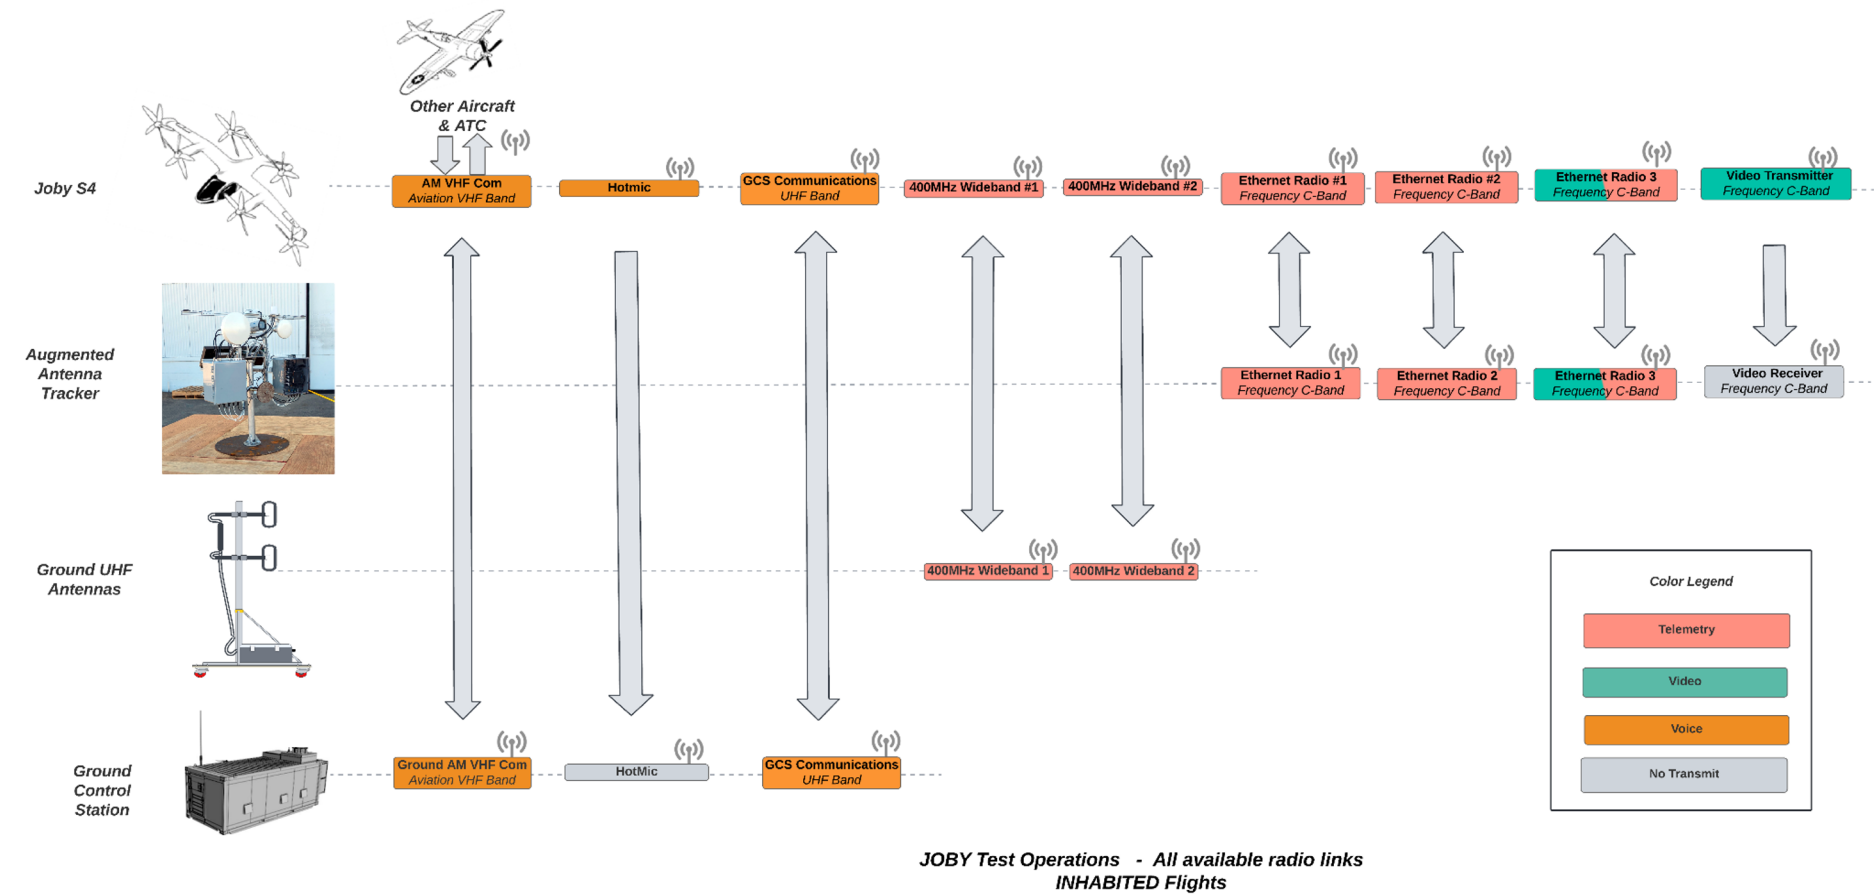 Other Aircraft
& ATC
Joby S4
AM VHF Com
Aviation VHF Band
Hotmic
GCS Communications
UHF Band
400MHz Wideband #1
400MHz Wideband #2
Ethernet Radio #1
Frequency C-Band
Ethernet Radio #2
Frequency C-Band
Ethernet Radio 3
Frequency C-Band
Video Transmitter
Frequency C-Band
Augmented
Antenna
Tracker
Ethernet Radio 1
Frequency C-Band
Ethernet Radio 2
Frequency C-Band
Ethernet Radio 3
Frequency C-Band
Video Receiver
Frequency C-Band
Ground UHF
Antennas
400MHz Wideband 1
400MHz Wideband 2
Ground
Control
Station
Ground AM VHF Com
Aviation VHF Band
HotMic
GCS Communications
UHF Band
Color Legend
Telemetry
Video
Voice
No Transmit
JOBY Test Operations - All available radio links
INHABITED Flights